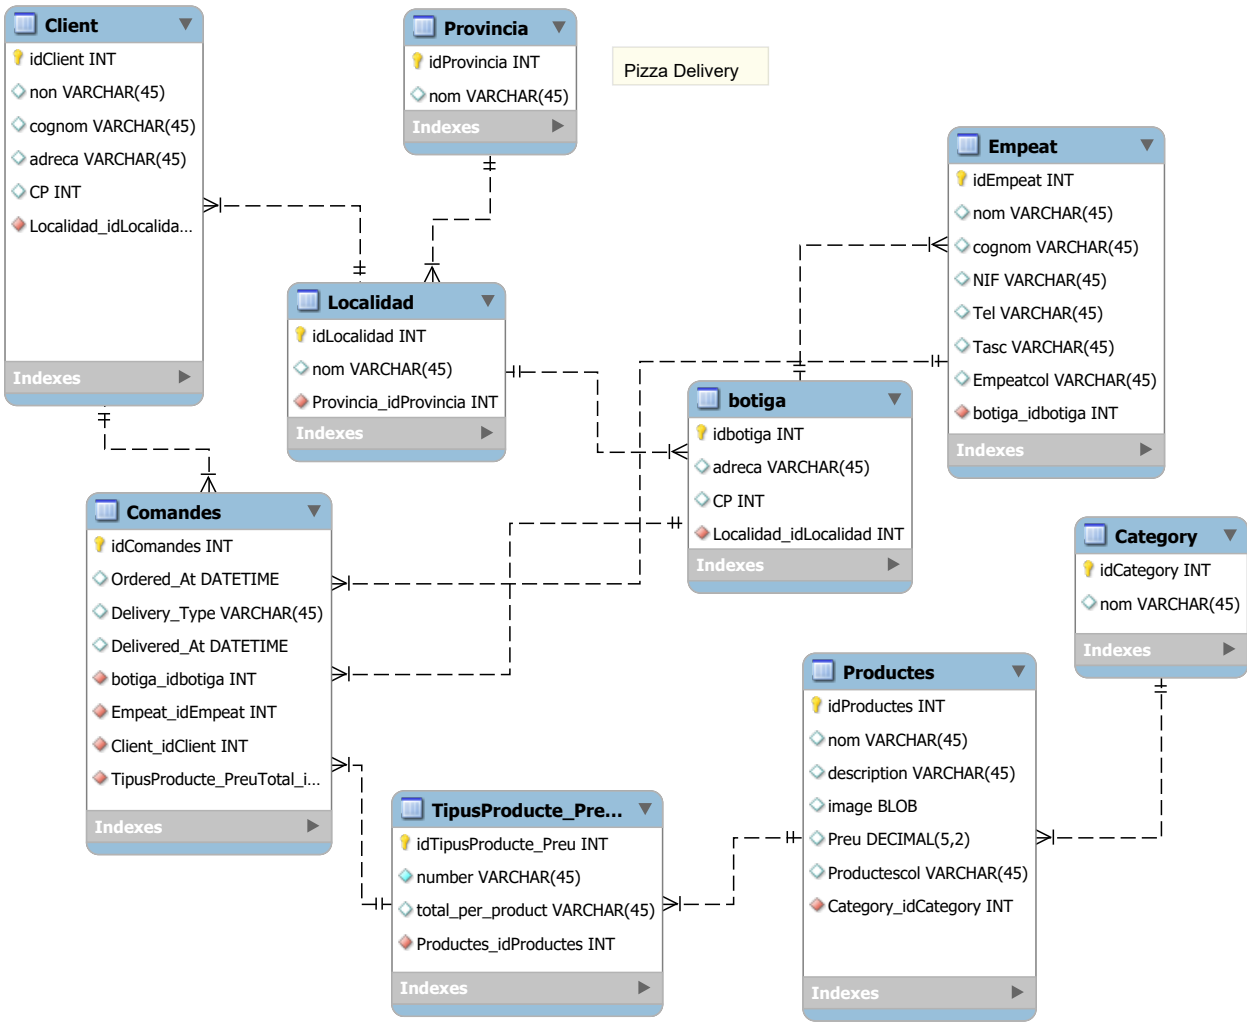 Client
idClient INT
non VARCHAR(45)
cognom VARCHAR(45)
adreca VARCHAR(45)
CP INT
Localidad_idLocalida...
Indexes
Provincia
idProvincia INT
nom VARCHAR(45)
Indexes
Pizza Delivery
Empeat
idEmpeat INT
nom VARCHAR(45)
cognom VARCHAR(45)
NIF VARCHAR(45)
Tel VARCHAR(45)
Tasc VARCHAR(45)
Empeatcol VARCHAR(45)
botiga_idbotiga INT
Indexes
Localidad
idLocalidad INT
nom VARCHAR(45)
Provincia_idProvincia INT
Indexes
botiga
idbotiga INT
adreca VARCHAR(45)
CP INT
Localidad_idLocalidad INT
Indexes
Comandes
idComandes INT
Ordered_At DATETIME
Delivery_Type VARCHAR(45)
Delivered_At DATETIME
botiga_idbotiga INT
Empeat_idEmpeat INT
Client_idClient INT
TipusProducte_PreuTotal_i...
Indexes
Category
idCategory INT
nom VARCHAR(45)
Indexes
Productes
idProductes INT
nom VARCHAR(45)
description VARCHAR(45)
image BLOB
Preu DECIMAL(5,2)
Productescol VARCHAR(45)
Category_idCategory INT
Indexes
TipusProducte_Pre...
idTipusProducte_Preu INT
number VARCHAR(45)
total_per_product VARCHAR(45)
Productes_idProductes INT
Indexes